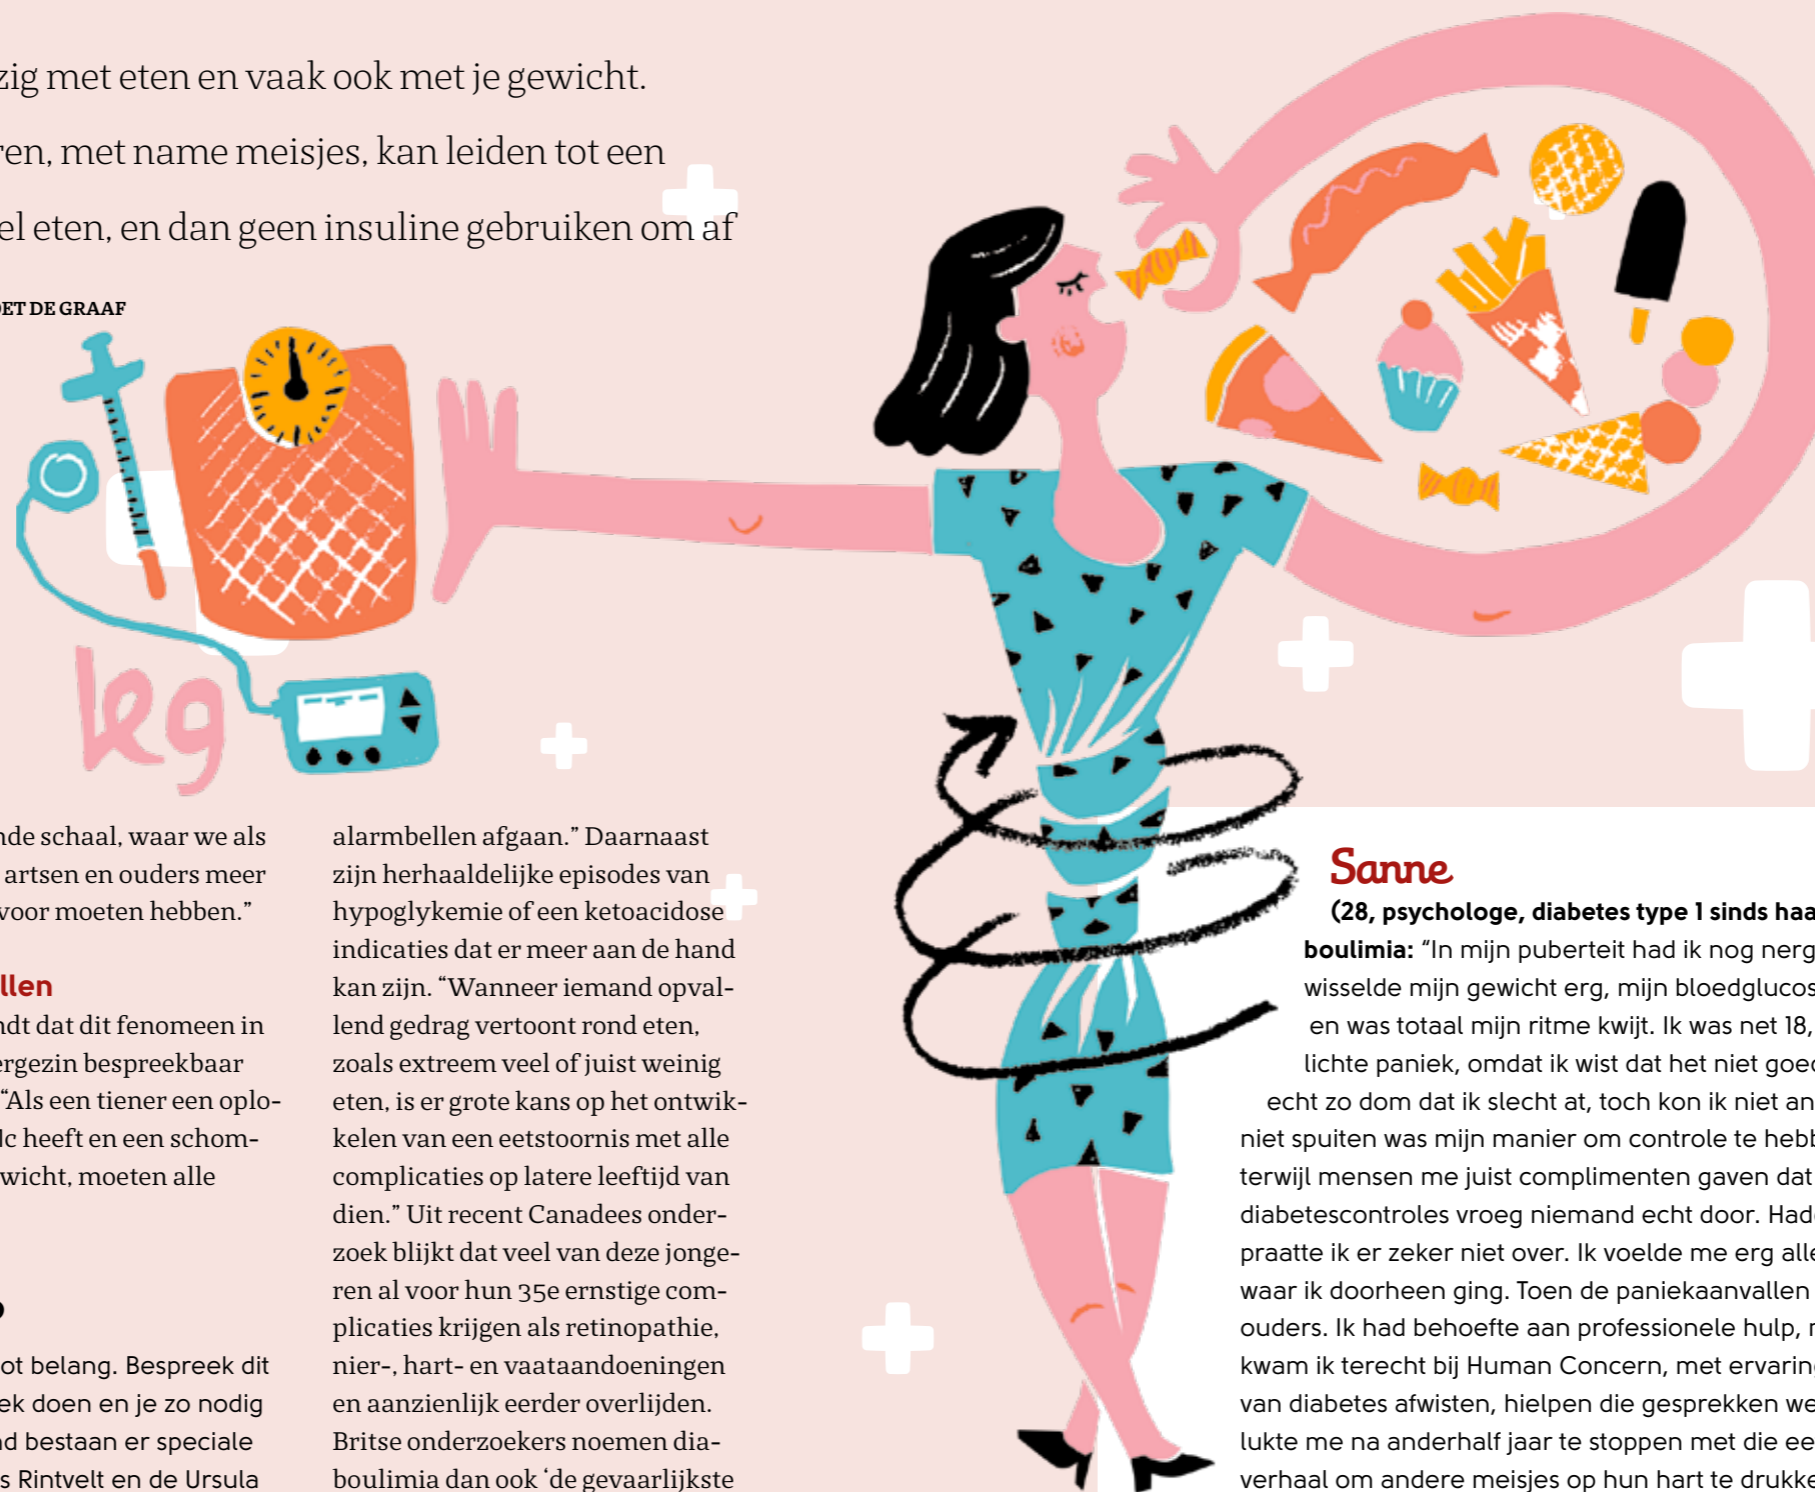 zig met eten en vaak ook met je gewicht.
ren, met name meisjes, kan leiden tot een
el eten, en dan geen insuline gebruiken om af
OET DE GRAAF
kg
nde schaal, waar we als
artsen en ouders meer
voor moeten hebben.”
llen
ndt dat dit fenomeen in
ergezin bespreekbaar
“Als een tiener een oplo-
lc heeft en een schom-
wicht, moeten alle
ot belang. Bespreek dit
ek doen en je zo nodig
nd bestaan er speciale
s Rintvelt en de Ursula
alarmbellen afgaan.” Daarnaast
zijn herhaaldelijke episodes van
hypoglykemie of een ketoacidose
indicaties dat er meer aan de hand
kan zijn. “Wanneer iemand opval-
lend gedrag vertoont rond eten,
zoals extreem veel of juist weinig
eten, is er grote kans op het ontwik-
kelen van een eetstoornis met alle
complicaties op latere leeftijd van
dien.” Uit recent Canadees onder-
zoek blijkt dat veel van deze jonge-
ren al voor hun 35e ernstige com-
plicaties krijgen als retinopathie,
nier-, hart- en vaataandoeningen
en aanzienlijk eerder overlijden.
Britse onderzoekers noemen dia-
boulimia dan ook ‘de gevaarlijkste
Sanne
(28, psychologe, diabetes type 1 sinds haa
boulimia: “In mijn puberteit had ik nog nerg
wisselde mijn gewicht erg, mijn bloedglucos
en was totaal mijn ritme kwijt. Ik was net 18,
lichte paniek, omdat ik wist dat het niet goed
echt zo dom dat ik slecht at, toch kon ik niet an
niet spuiten was mijn manier om controle te hebb
terwijl mensen me juist complimenten gaven dat
diabetescontroles vroeg niemand echt door. Hadd
praatte ik er zeker niet over. Ik voelde me erg alle
waar ik doorheen ging. Toen de paniekaanvallen
ouders. Ik had behoefte aan professionele hulp, m
kwam ik terecht bij Human Concern, met ervaring
van diabetes afwisten, hielpen die gesprekken we
lukte me na anderhalf jaar te stoppen met die ee
verhaal om andere meisjes op hun hart te drukke